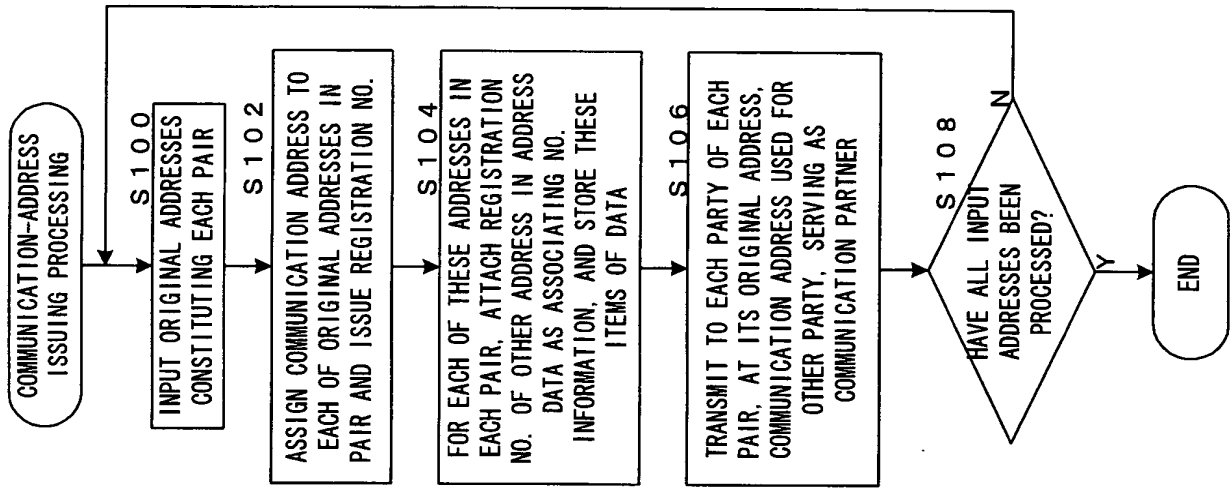 COMMUNICATION-ADDRESS
ISSUING PROCESSING
S100
INPUT ORIGINAL ADDRESSES
CONSTITUTING EACH PAIR
S102
ASSIGN COMMUNICATION ADDRESS TO
EACH OF ORIGINAL ADDRESSES IN
PAIR AND ISSUE REGISTRATION NO.
S104
FOR EACH OF THESE ADDRESSES IN
EACH PAIR, ATTACH REGISTRATION
NO. OF OTHER ADDRESS IN ADDRESS
DATA AS ASSOCIATING NO.
INFORMATION, AND STORE THESE
ITEMS OF DATA
S106
TRANSMIT TO EACH PARTY OF EACH
PAIR, AT ITS ORIGINAL ADDRESS,
COMMUNICATION ADDRESS USED FOR
OTHER PARTY, SERVING AS
COMMUNICATION PARTNER
S108
HAVE ALL INPUT
ADDRESSES BEEN
PROCESSED?
N
Y
END